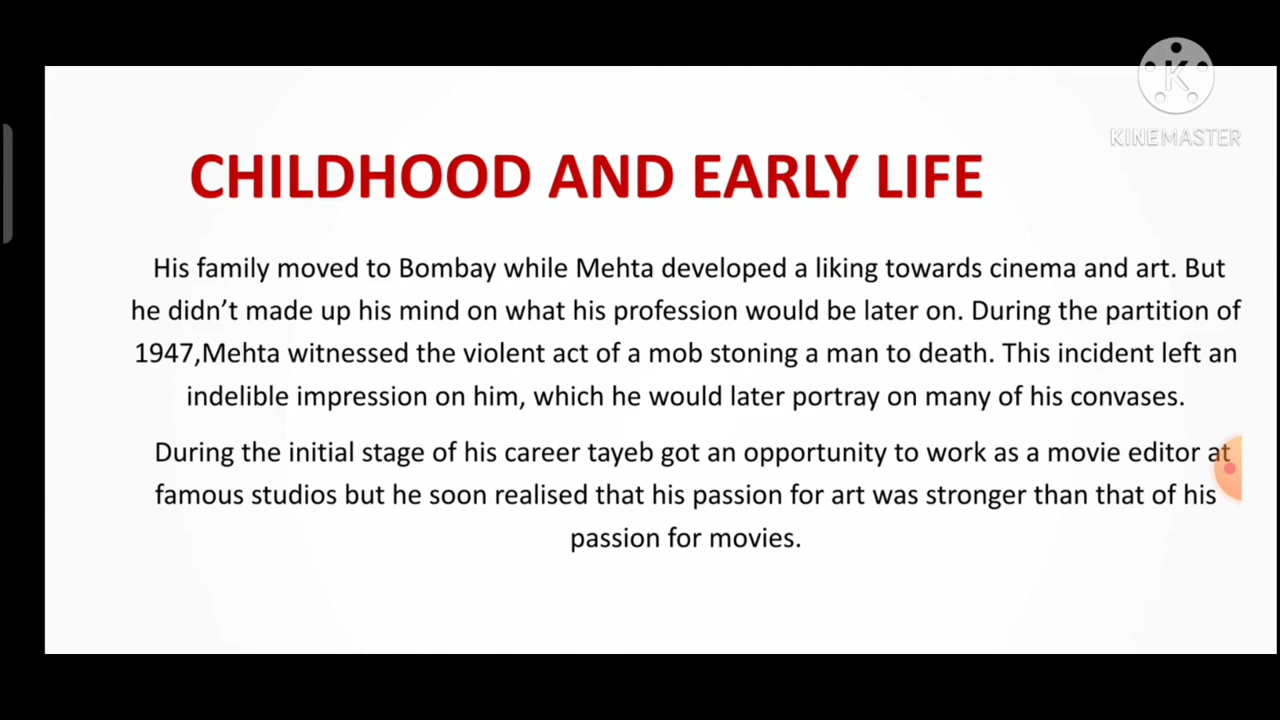 KINEMASTER
CHILDHOOD AND EARLY LIFE
His family moved to Bombay while Mehta developed a liking towards cinema and art. But
he didn’t made up his mind on what his profession would be later on. During the partition of
1947,Mehta witnessed the violent act of a mob stoning a man to death. This incident left an
indelible impression on him, which he would later portray on many of his convases.
During the initial stage of his career tayeb got an opportunity to work as a movie editor at
famous studios but he soon realised that his passion for art was stronger than that of his
passion for movies.